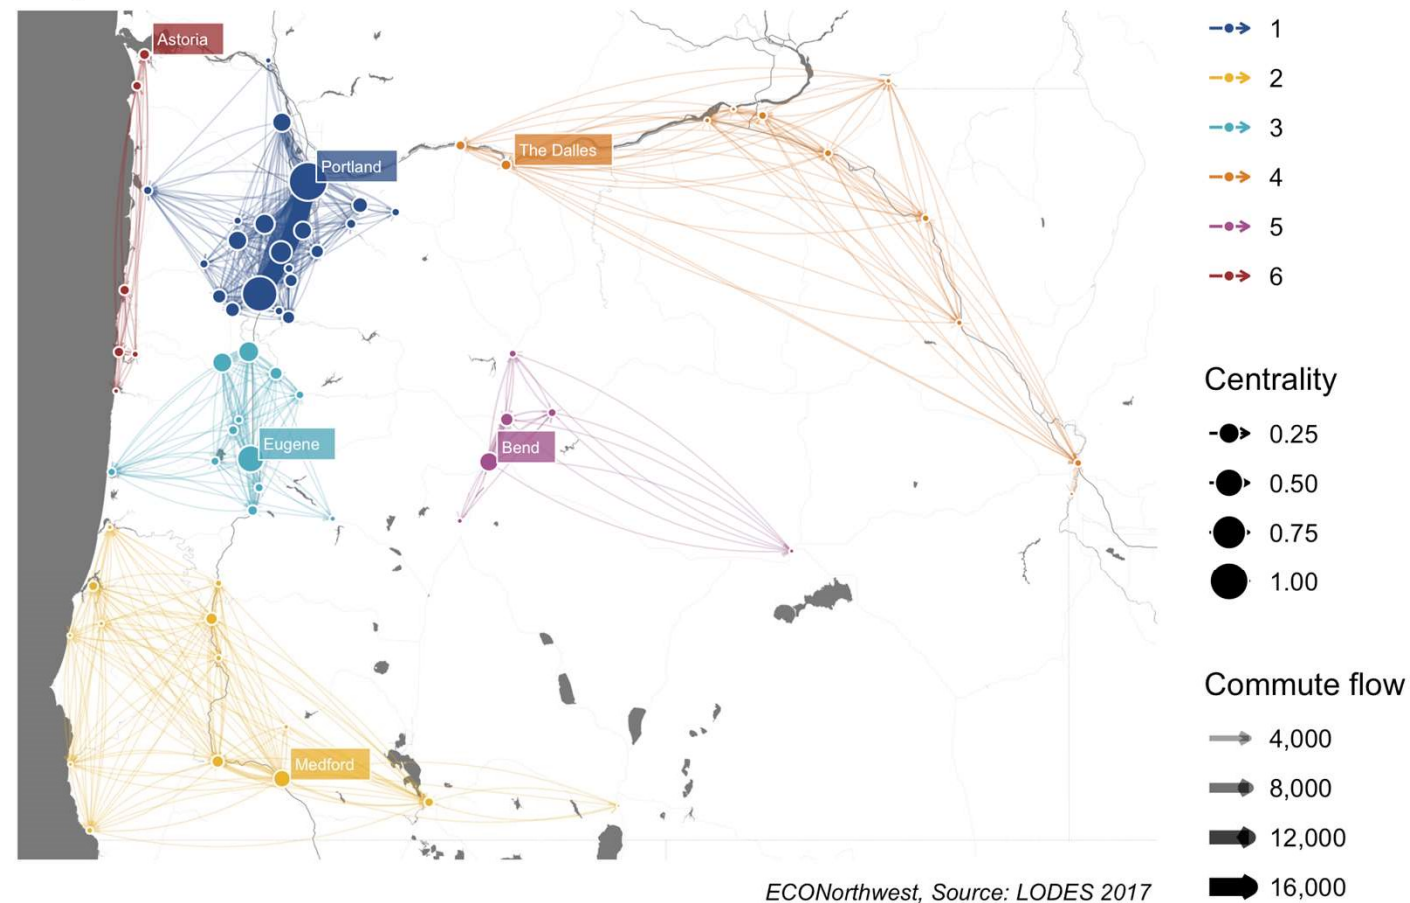 Astoria
Portland
The Dalles
Eugene
Bend
Medford
1
2
3
4
5
6
Centrality
0.25
0.50
0.75
1.00
Commute flow
4,000
8,000
12,000
16,000
ECONorthwest, Source: LODES 2017